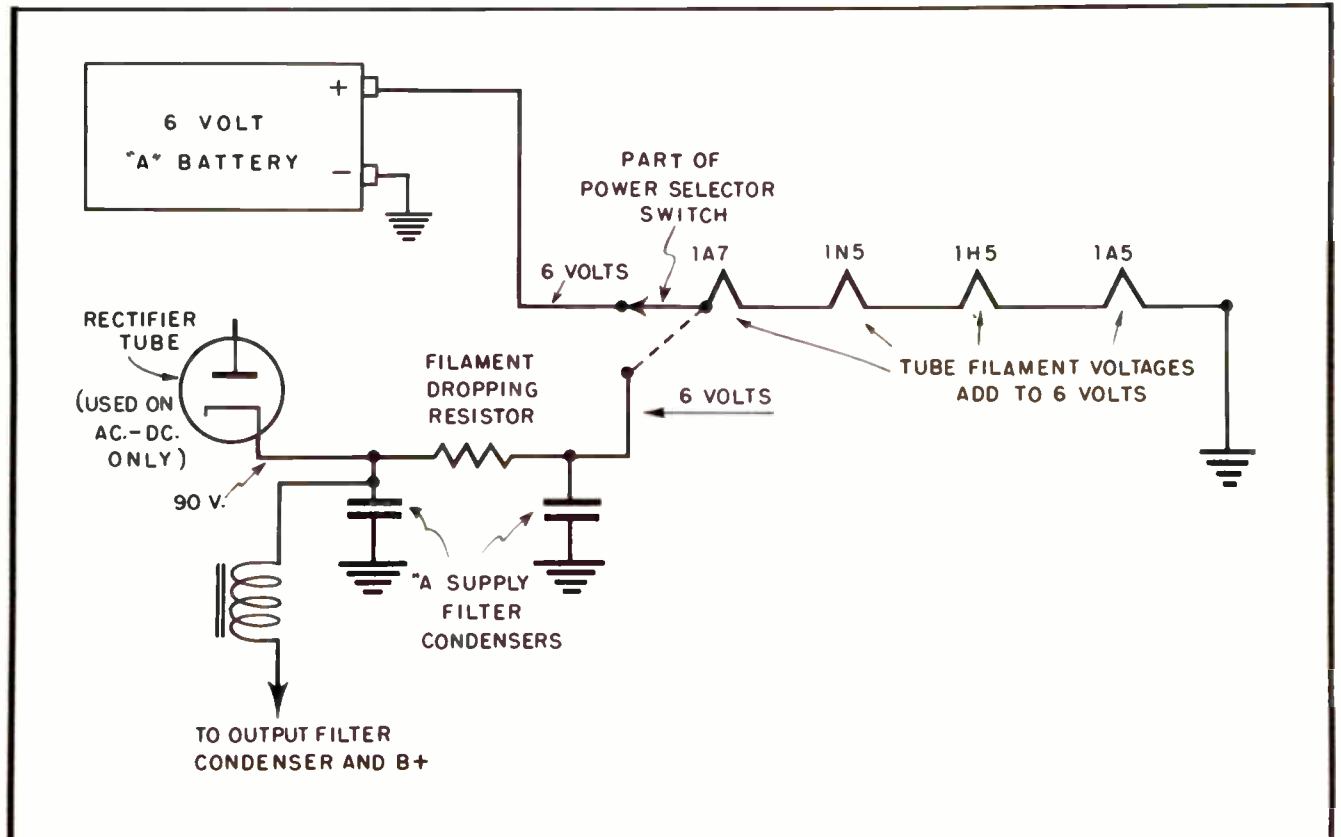 6 VOLT
"A" BATTERY
+
−
PART OF
POWER SELECTOR
SWITCH
6 VOLTS
1A7
1N5
1H5
1A5
TUBE FILAMENT VOLTAGES
ADD TO 6 VOLTS
RECTIFIER
TUBE
(USED ON
AC.-DC.
ONLY)
90 V.
FILAMENT
DROPPING
RESISTOR
6 VOLTS
"A SUPPLY
FILTER
CONDENSERS
TO OUTPUT FILTER
CONDENSER AND B+